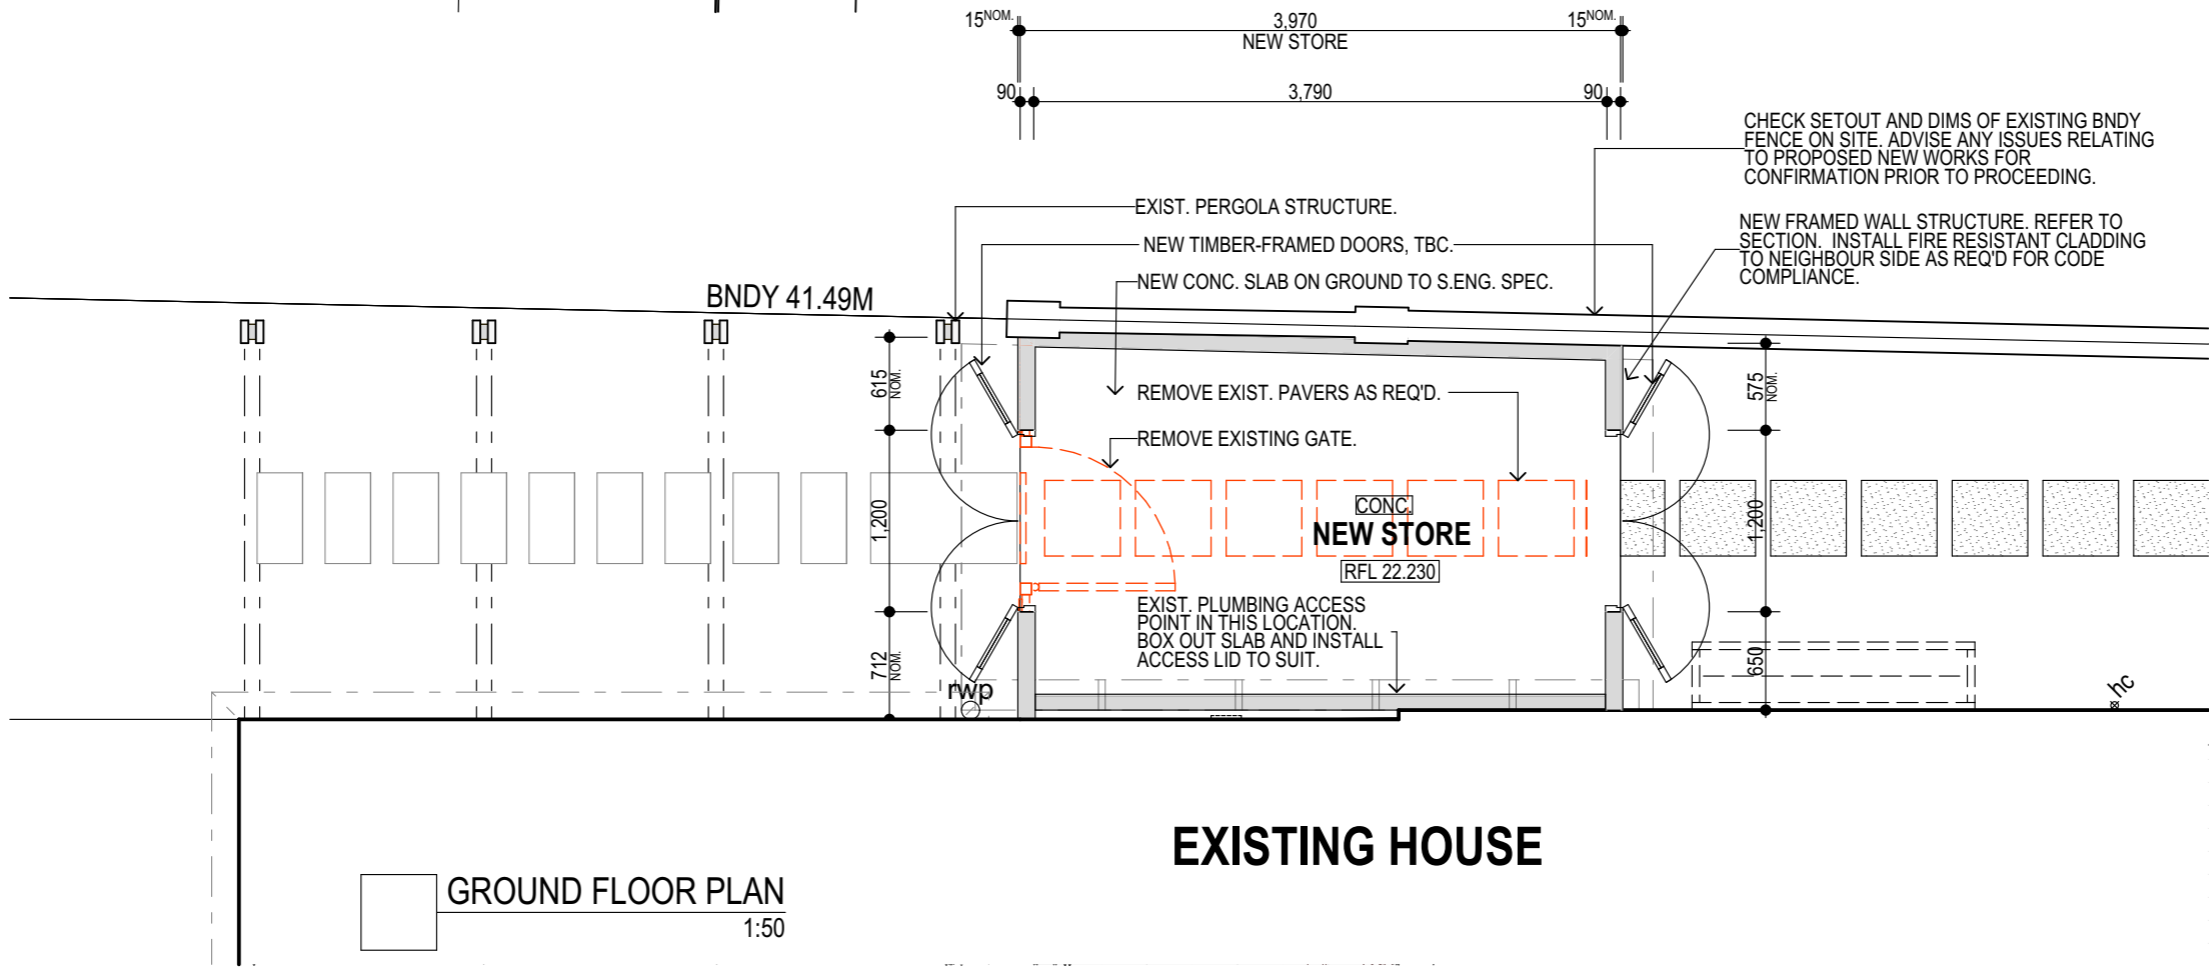 15NOM.
3,970
15NOM.
NEW STORE
90
3,790
90
CHECK SETOUT AND DIMS OF EXISTING BNDY
FENCE ON SITE. ADVISE ANY ISSUES RELATING
TO PROPOSED NEW WORKS FOR
CONFIRMATION PRIOR TO PROCEEDING.
EXIST. PERGOLA STRUCTURE.
NEW TIMBER-FRAMED DOORS, TBC.
NEW CONC. SLAB ON GROUND TO S.ENG. SPEC.
NEW FRAMED WALL STRUCTURE. REFER TO
SECTION. INSTALL FIRE RESISTANT CLADDING
TO NEIGHBOUR SIDE AS REQ'D FOR CODE
COMPLIANCE.
BNDY 41.49M
615
NOM.
575
NOM.
REMOVE EXIST. PAVERS AS REQ'D.
REMOVE EXISTING GATE.
1,200
CONC.
NEW STORE
RFL 22.230
1,200
EXIST. PLUMBING ACCESS
POINT IN THIS LOCATION.
BOX OUT SLAB AND INSTALL
ACCESS LID TO SUIT.
712
NOM.
rwp
650
hc
EXISTING HOUSE
GROUND FLOOR PLAN
1:50